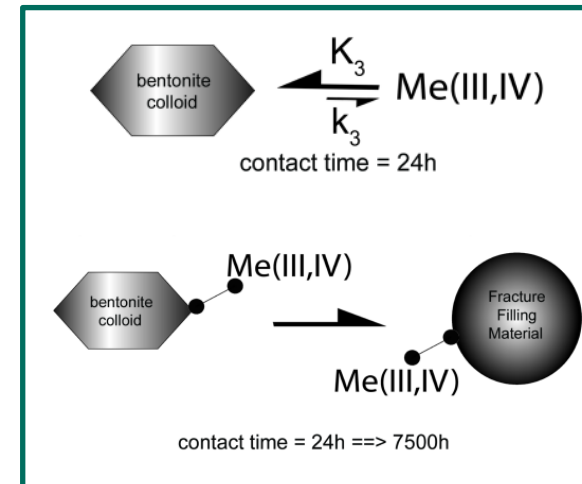 K3
bentonite
colloid
Me(III,IV)
k3
contact time = 24h
Me(III,IV)
bentonite
colloid
Fracture
Filling
Material
Me(III,IV)
contact time = 24h ==> 7500h